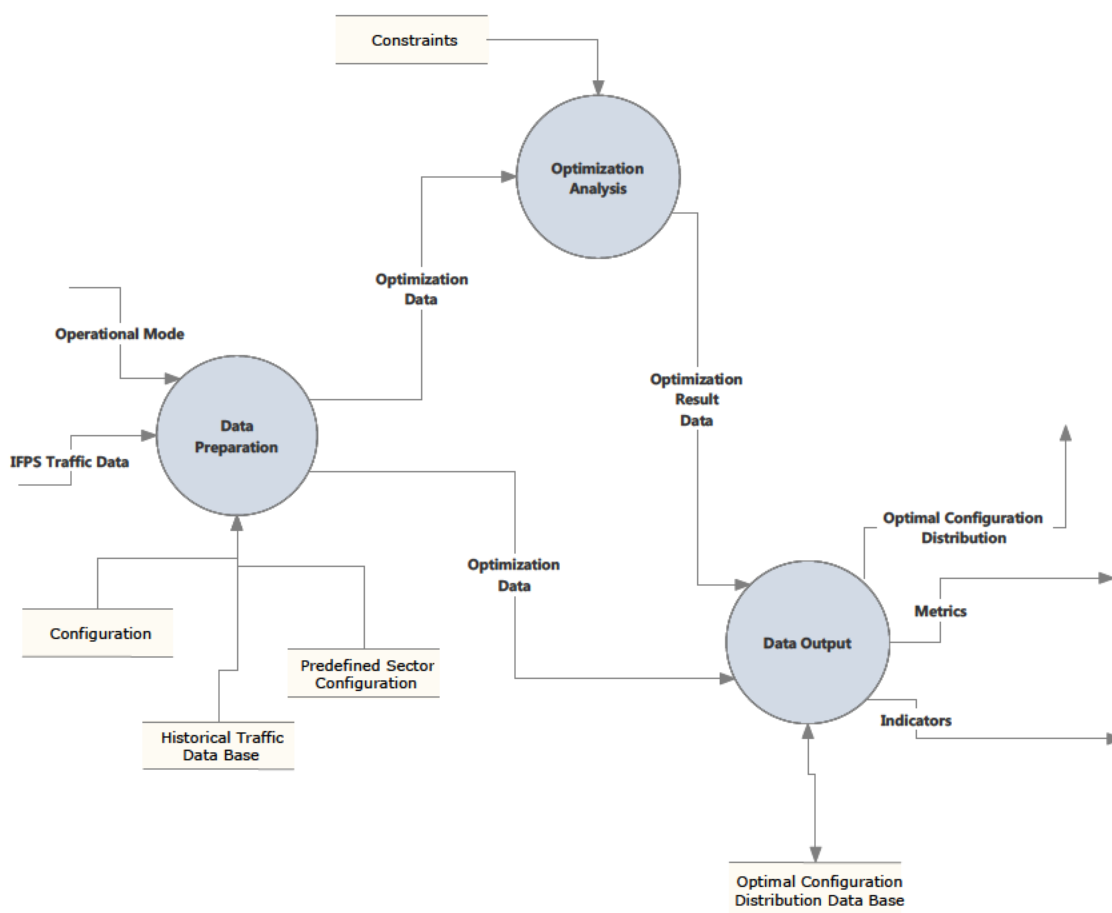 Constraints
Optimization
Analysis
Optimization
Data
Operational Mode
Optimization
Result
Data
Data
Preparation
IFPS Traffic Data
Optimal Configuration
Distribution
Optimization
Data
Metrics
Configuration
Data Output
Predefined Sector
Configuration
Indicators
Historical Traffic
Data Base
Optimal Configuration
Distribution Data Base